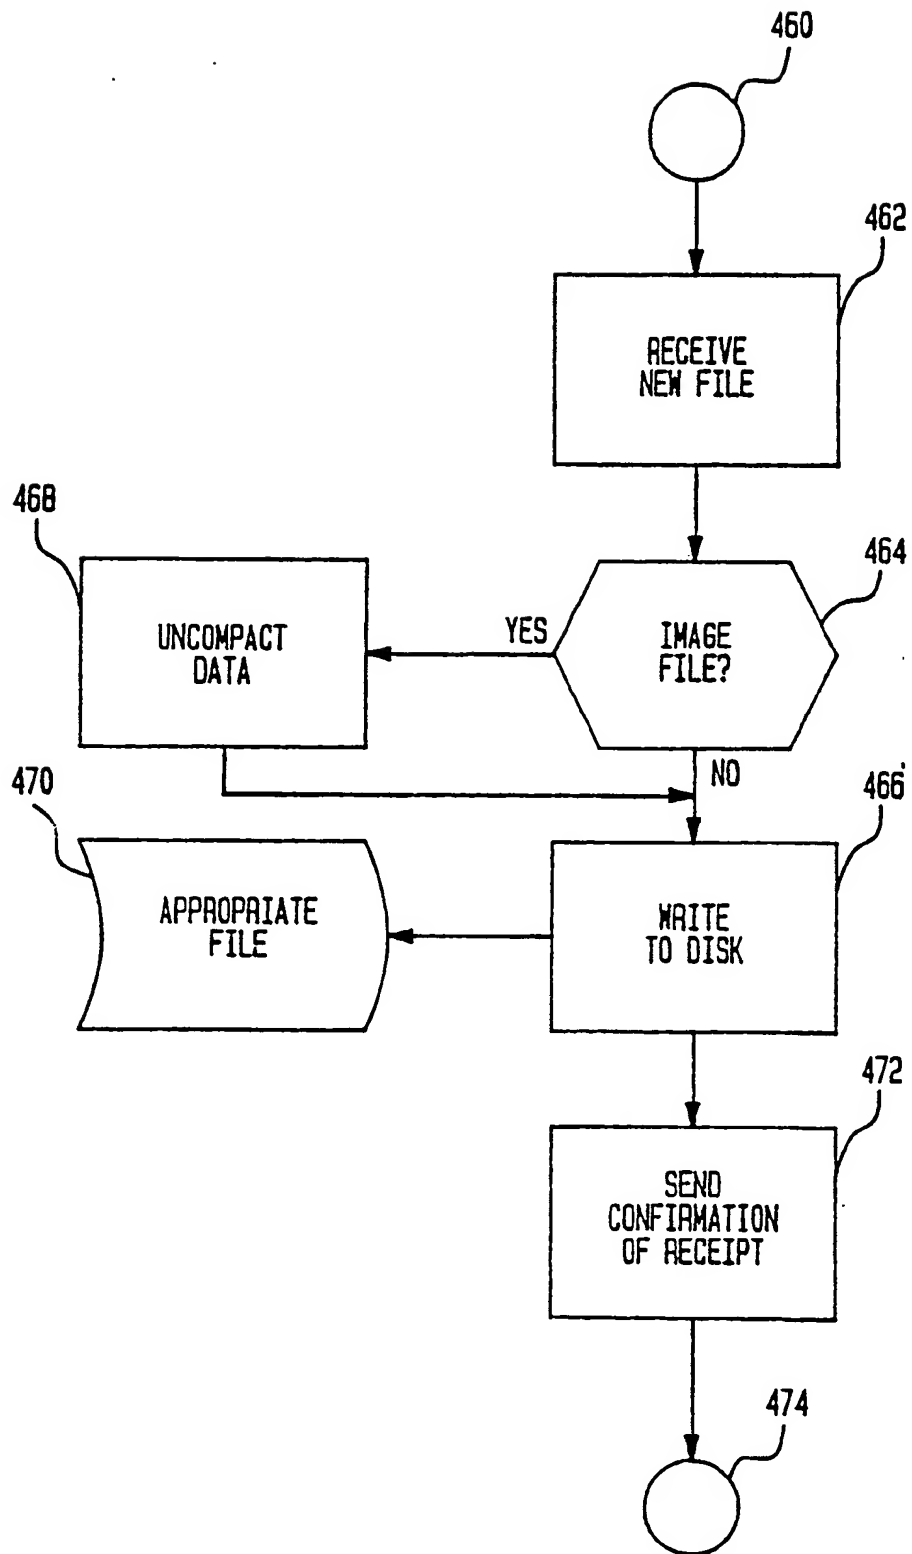 460
462
RECEIVE
NEW FILE
468
464
UNCOMPACT
DATA
YES
IMAGE
FILE?
NO
470
466
APPROPRIATE
FILE
WRITE
TO DISK
472
SEND
CONFIRMATION
OF RECEIPT
474